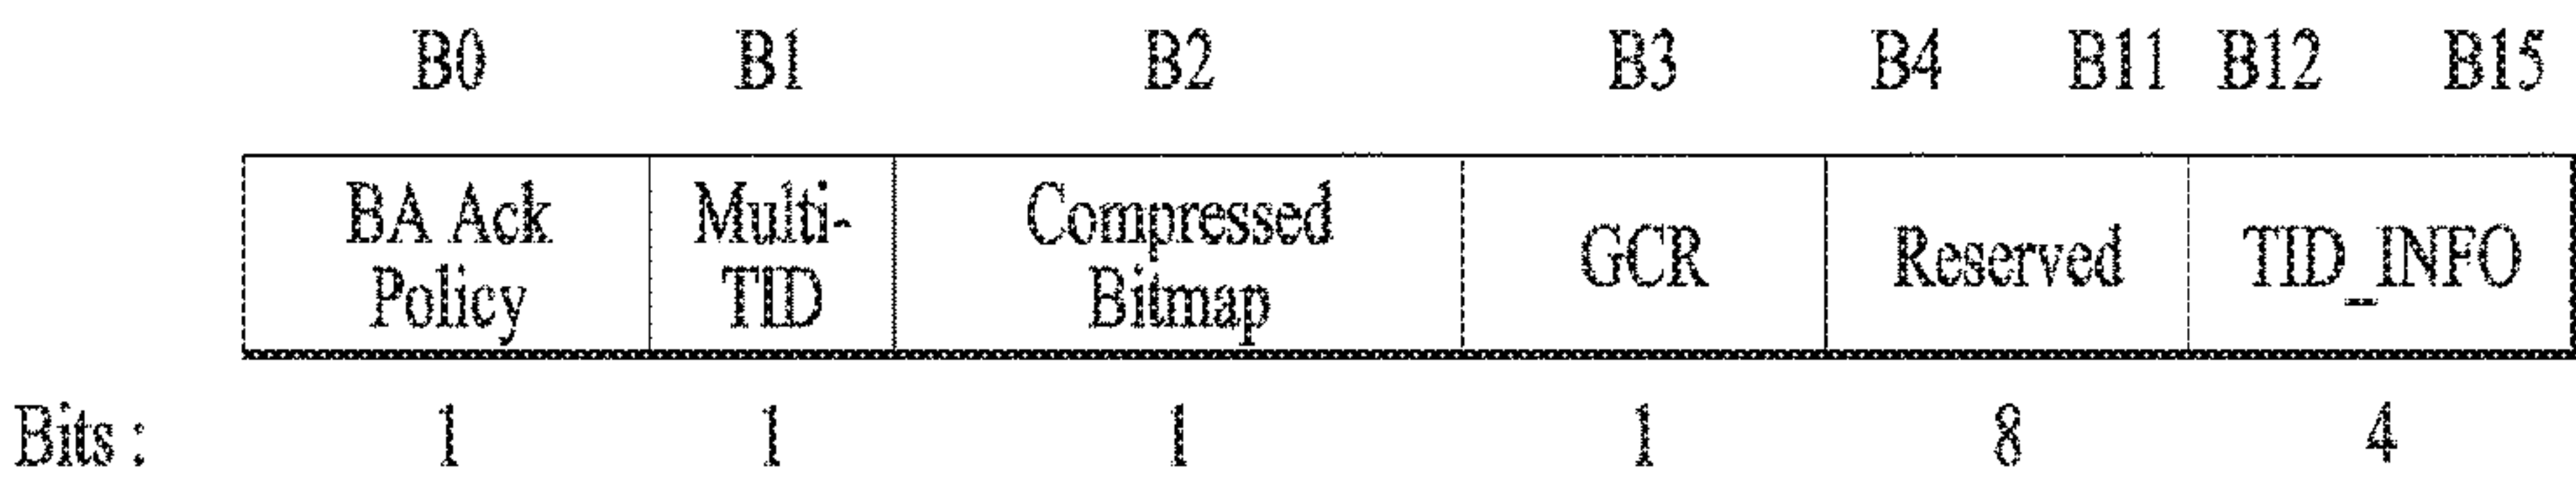 B0 B1 B2 B3 B4 B11 B12 B15
BA Ack Multi- Compressed
GCR Reserved TID_INFO
Policy TID Bitmap
Bits : 1 1 1 1 8 4